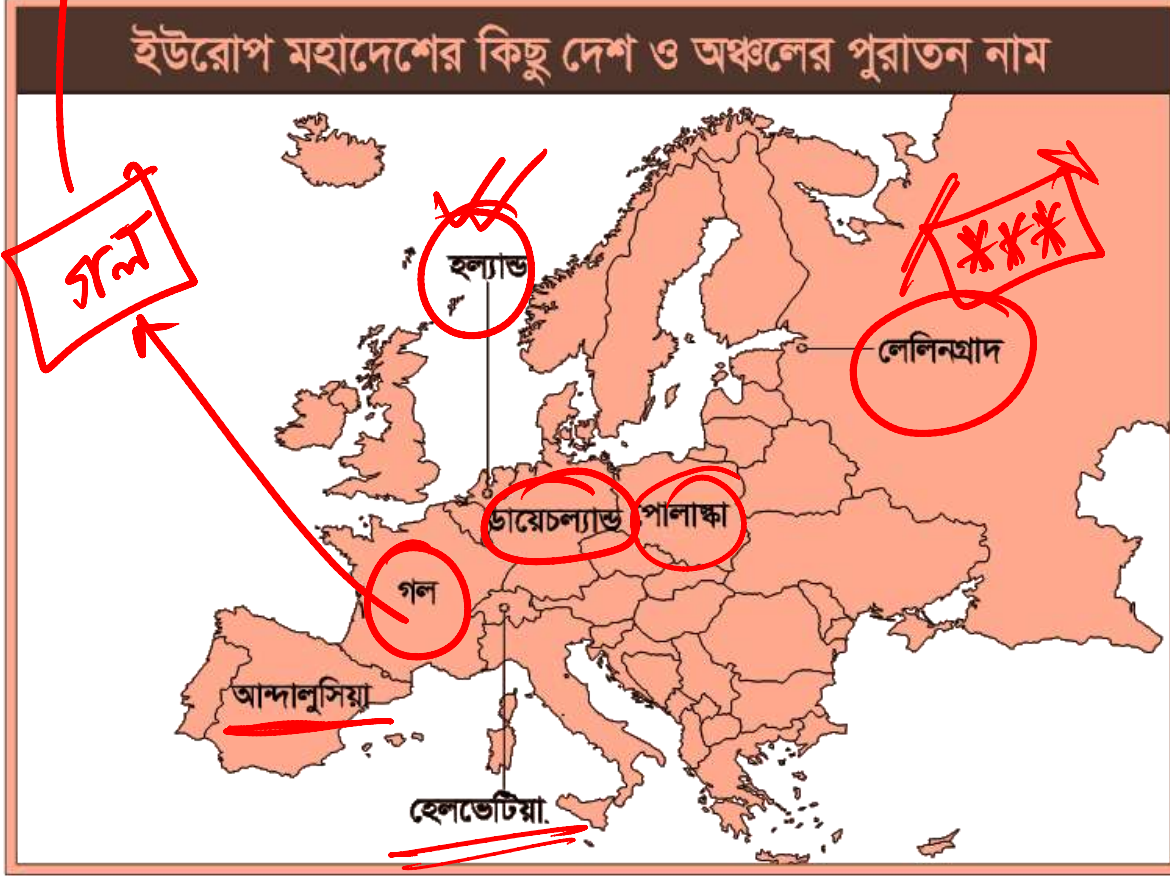 ইউরোপ মহাদেশের কিছু দেশ ও অঞ্চলের পুরাতন নাম
গল
***
হল্যান্ড
লেলিনগ্রাদ
ডায়েচল্যান্ড
পালাস্কা
গল
আন্দালুসিয়া
হেলভেটিয়া